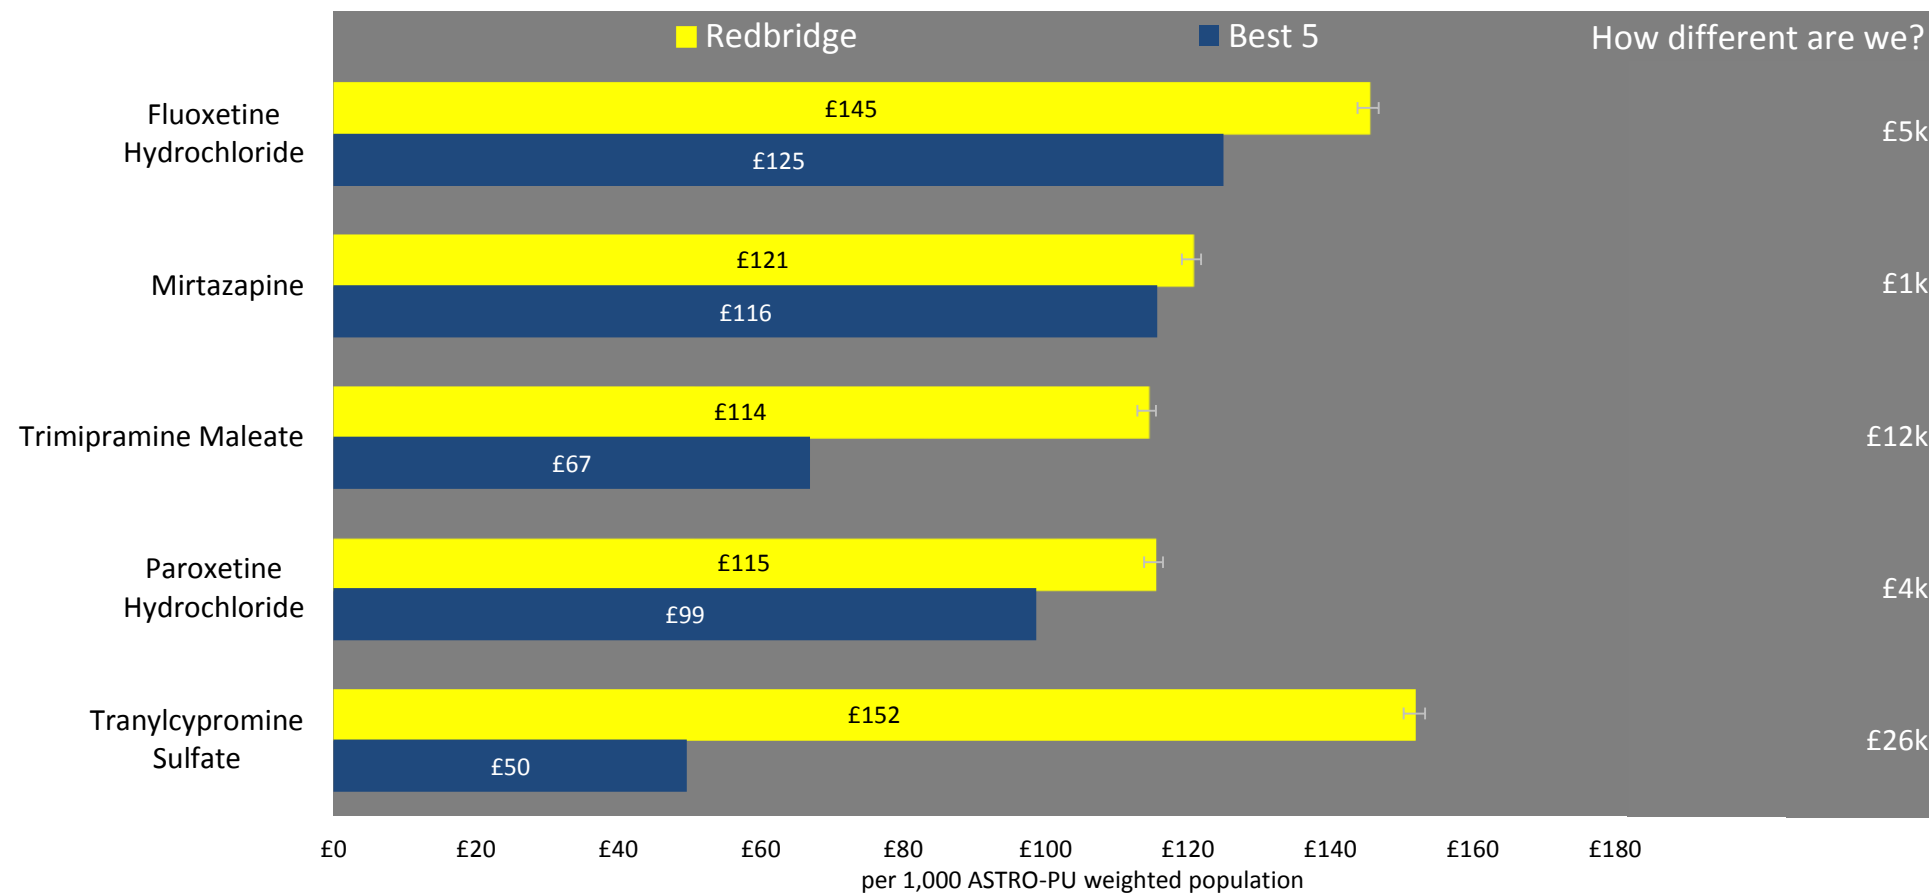 Redbridge
Best 5
How different are we?
Fluoxetine
Hydrochloride
£145
£125
£5k
Mirtazapine
£121
£116
£1k
Trimipramine Maleate
£114
£67
£12k
Paroxetine
Hydrochloride
£115
£99
£4k
Tranylcypromine
Sulfate
£152
£50
£26k
£0 £20 £40 £60 £80 £100 £120 £140 £160 £180
per 1,000 ASTRO-PU weighted population